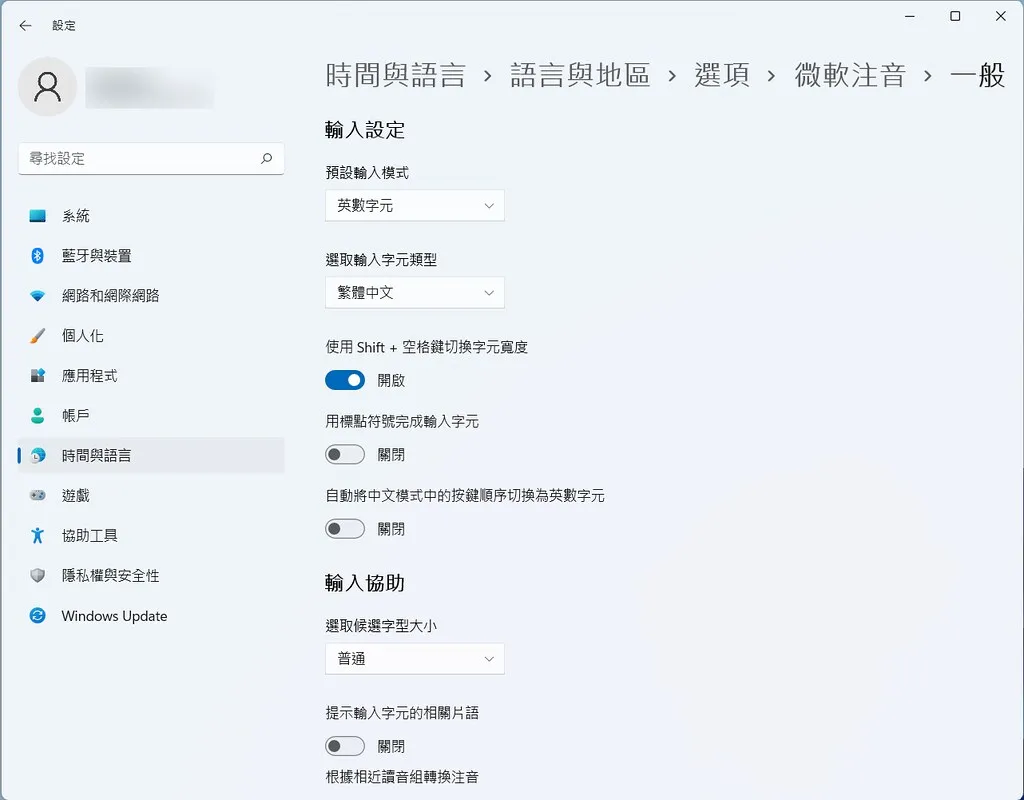 設定
時間與語言 › 語言與地區 › 選項 › 微軟注音 › 一般
尋找設定
系統
藍牙與裝置
網路和網際網路
個人化
應用程式
帳戶
時間與語言
遊戲
協助工具
隱私權與安全性
Windows Update
輸入設定
預設輸入模式
英數字元
選取輸入字元類型
繁體中文
使用 Shift + 空格鍵切換字元寬度
開啟
用標點符號完成輸入字元
關閉
自動將中文模式中的按鍵順序切換為英數字元
關閉
輸入協助
選取候選字型大小
普通
提示輸入字元的相關片語
關閉
根據相近讀音組轉換注音